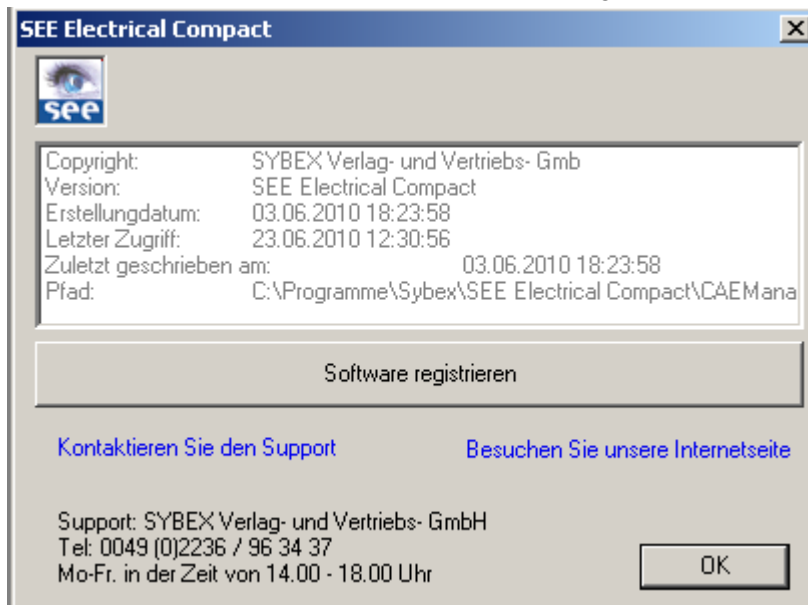 SEE Electrical Compact
see
Copyright: SYBEX Verlag- und Vertriebs- Gmb
Version: SEE Electrical Compact
Erstellungdatum: 03.06.2010 18:23:58
Letzter Zugriff: 23.06.2010 12:30:56
Zuletzt geschrieben am: 03.06.2010 18:23:58
Pfad: C:\Programme\Sybex\SEE Electrical Compact\CAEMana
Software registrieren
Kontaktieren Sie den Support Besuchen Sie unsere Internetseite
Support: SYBEX Verlag- und Vertriebs- GmbH
Tel: 0049 (0)2236 / 96 34 37
Mo-Fr. in der Zeit von 14.00 - 18.00 Uhr
OK